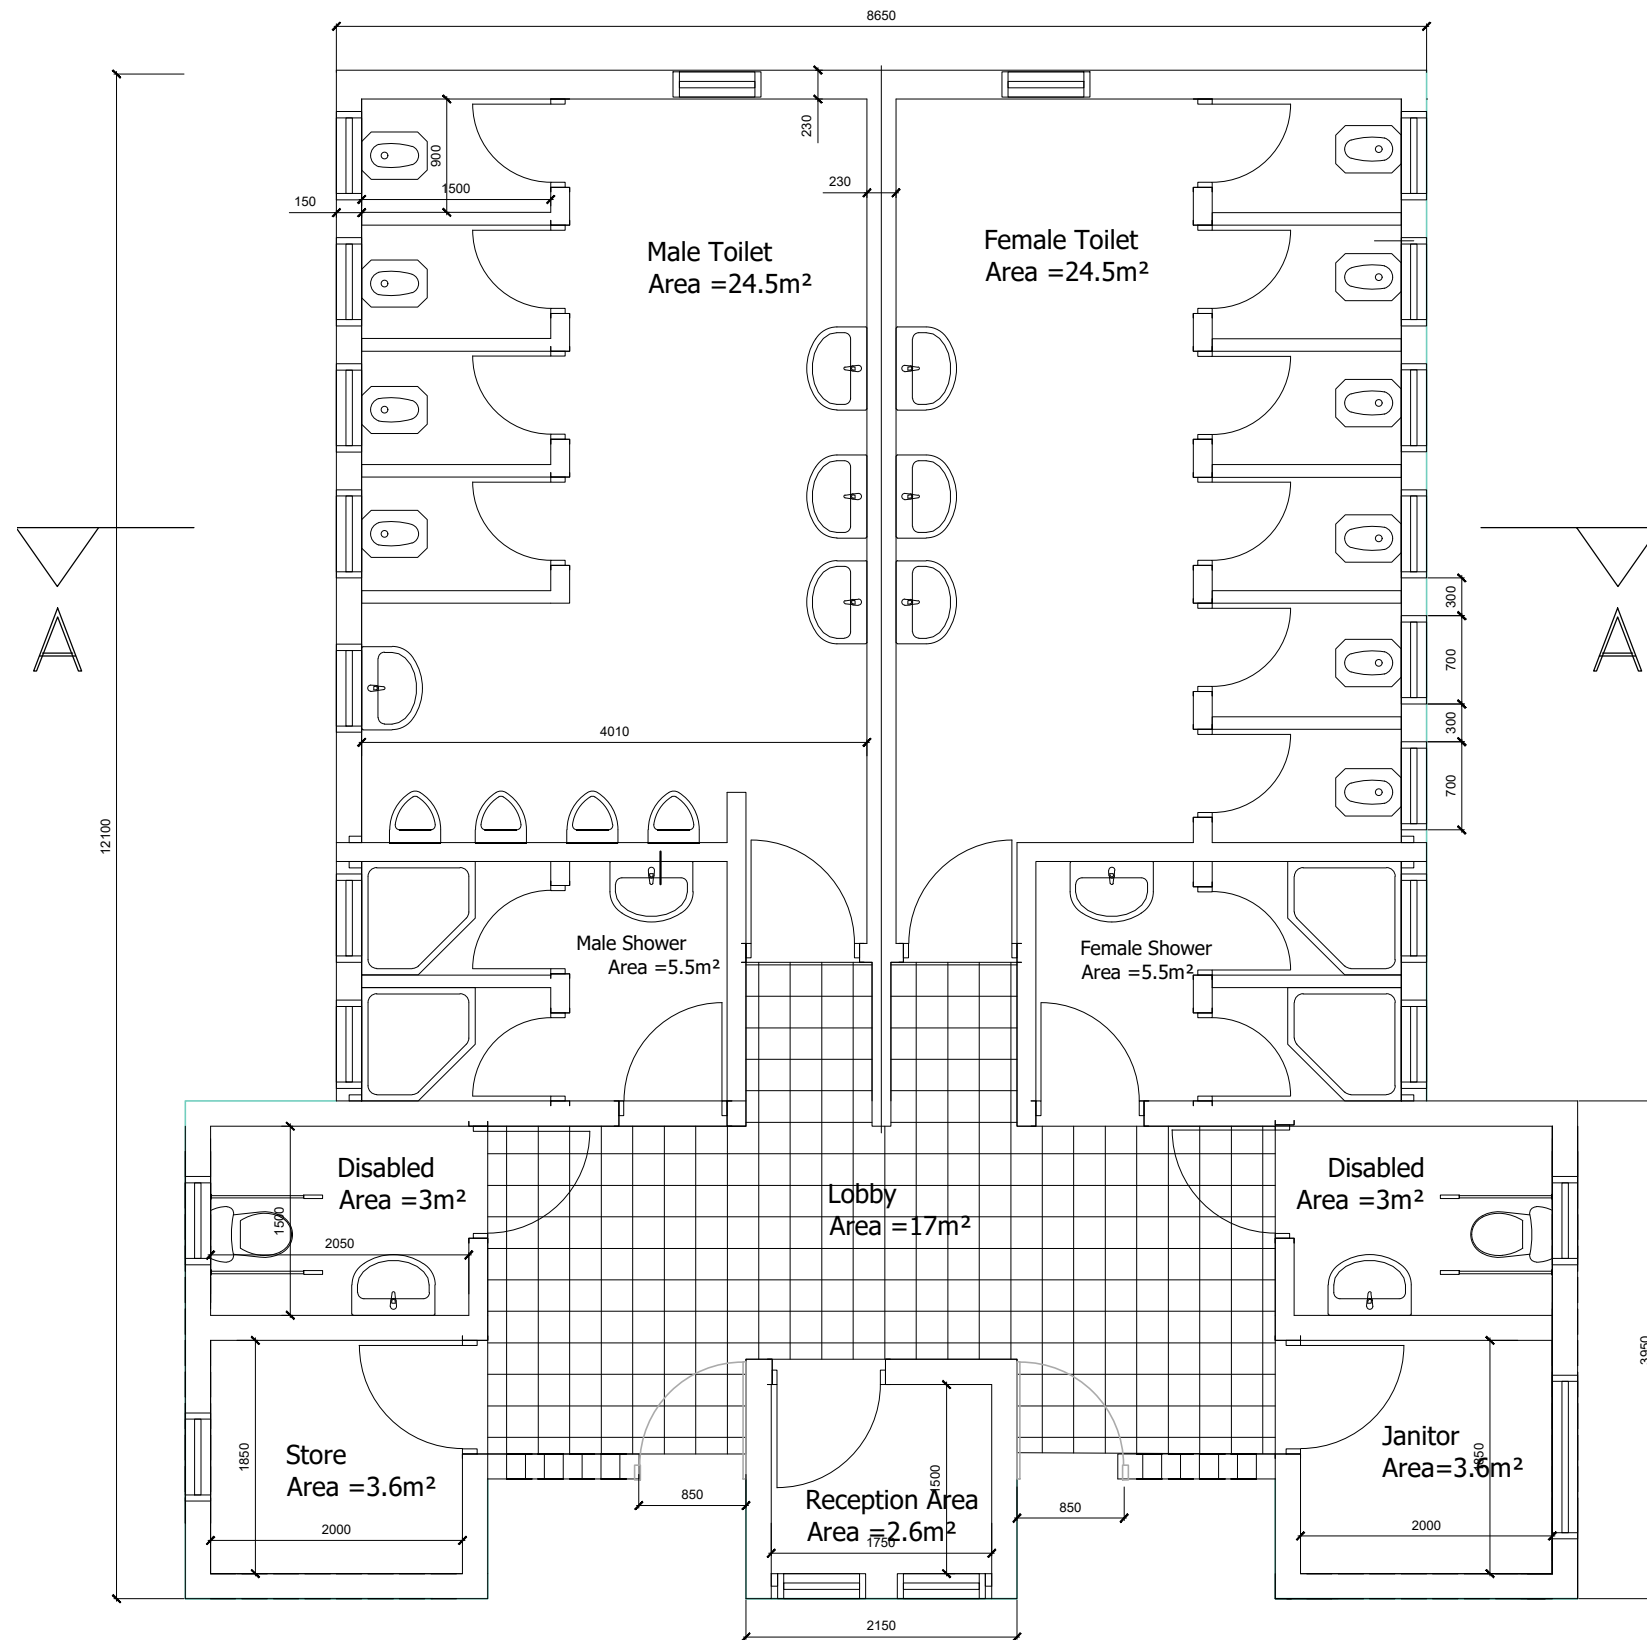 8650
230
900
1500
150
230
Male Toilet
Area =24.5m²
Female Toilet
Area =24.5m²
A
A
300
700
300
700
4010
12100
Male Shower
Area =5.5m²
Female Shower
Area =5.5m²
Disabled
Area =3m²
1500
2050
Lobby
Area =17m²
Disabled
Area =3m²
3950
Store
Area =3.6m²
1850
2000
850
Reception Area
Area =2.6m²
1500
1750
850
Janitor
Area=3.6m²
1850
2000
2150